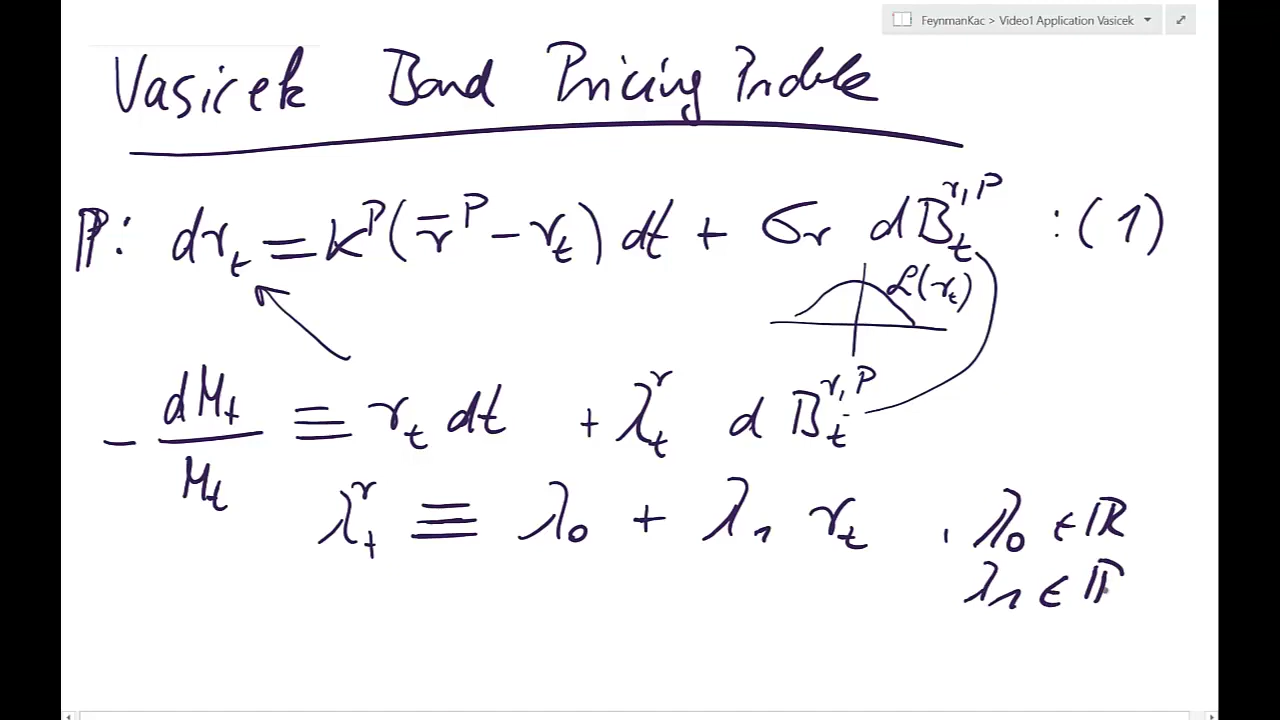 FeynmanKac > Video1 Application Vasicek
Vasicek Bond Pricing Proble
ℙ: dr_t = κ^P ( r̄^P − r_t ) dt + σ_r dB_t^{r,P} : (1)
ℒ(r_t)
− dM_t / M_t ≡ r_t dt + λ_t^r dB_t^{r,P}
λ_t^r ≡ λ_0 + λ_1 r_t , λ_0 ∈ ℝ
λ_1 ∈